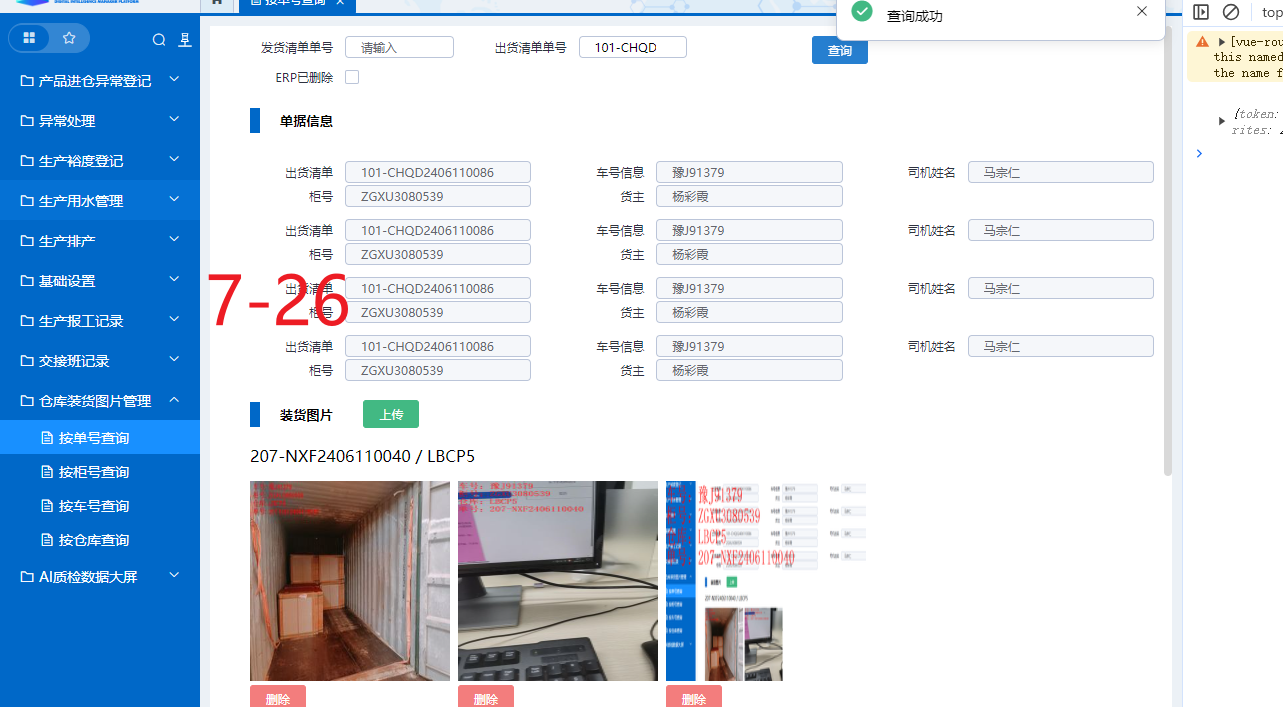 DIGITAL INTELLIGENCE MANAGER PLATFORM
按单号查询
查询成功
top
产品进仓异常登记
异常处理
生产裕度登记
生产用水管理
生产排产
基础设置
生产报工记录
交接班记录
仓库装货图片管理
按单号查询
按柜号查询
按车号查询
按仓库查询
AI质检数据大屏
发货清单单号 请输入 出货清单单号 101-CHQD 查询
ERP已删除
单据信息
出货清单 101-CHQD2406110086 车号信息 豫J91379 司机姓名 马宗仁
柜号 ZGXU3080539 货主 杨彩霞
出货清单 101-CHQD2406110086 车号信息 豫J91379 司机姓名 马宗仁
柜号 ZGXU3080539 货主 杨彩霞
7-26
出货清单 101-CHQD2406110086 车号信息 豫J91379 司机姓名 马宗仁
柜号 ZGXU3080539 货主 杨彩霞
出货清单 101-CHQD2406110086 车号信息 豫J91379 司机姓名 马宗仁
柜号 ZGXU3080539 货主 杨彩霞
装货图片 上传
207-NXF2406110040 / LBCP5
车号: 豫J91379
ZGXU3080539
LBCP5
207-NXF2406110040
豫J91379
ZGXU3080539
LBCP5
207-NXF2406110040
删除 删除 删除
[vue-rou
this named
the name f
{token:
rites: